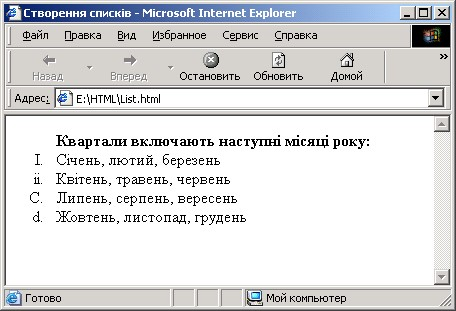 Створення списків - Microsoft Internet Explorer
Файл Правка Вид Избранное Сервис Справка
Назад Вперед Остановить Обновить Домой
Адрес: E:\HTML\List.html
Квартали включають наступні місяці року:
I. Січень, лютий, березень
ii. Квітень, травень, червень
C. Липень, серпень, вересень
d. Жовтень, листопад, грудень
Готово Мой компьютер